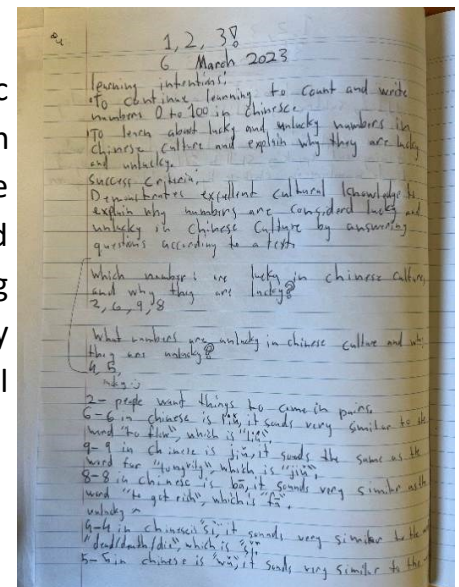 1, 2, 3!
6 March 2023
learning intentions:
To continue learning to count and write
numbers 0 to 100 in Chinese.
To learn about lucky and unlucky numbers in
Chinese culture and explain why they are lucky
and unlucky.
Success Criteria:
Demonstrates excellent cultural knowledge to
explain why numbers are considered lucky and
unlucky in Chinese Culture by answering
questions according to a text.
Which numbers are lucky in chinese culture,
and why they are lucky?
2, 6, 9, 8
What numbers are unlucky in chinese culture and why
they are unlucky?
4, 5,
2- people want things to come in pairs.
6-6 in chinese is it sounds very similar to the
word "to flow", which is
9-9 in chinese is jiǔ, it sounds the same as the
word for which is
8-8 in chinese is bā, it sounds very similar as the
word "to get rich", which is "fā".
unlucky
4-4 in chinese is "sì", it sounds very similar to the
"dead/death/die", which is "sǐ".
5-5 in chinese is "wǔ", it sounds very similar to the
c
n
e
d
g
y
l